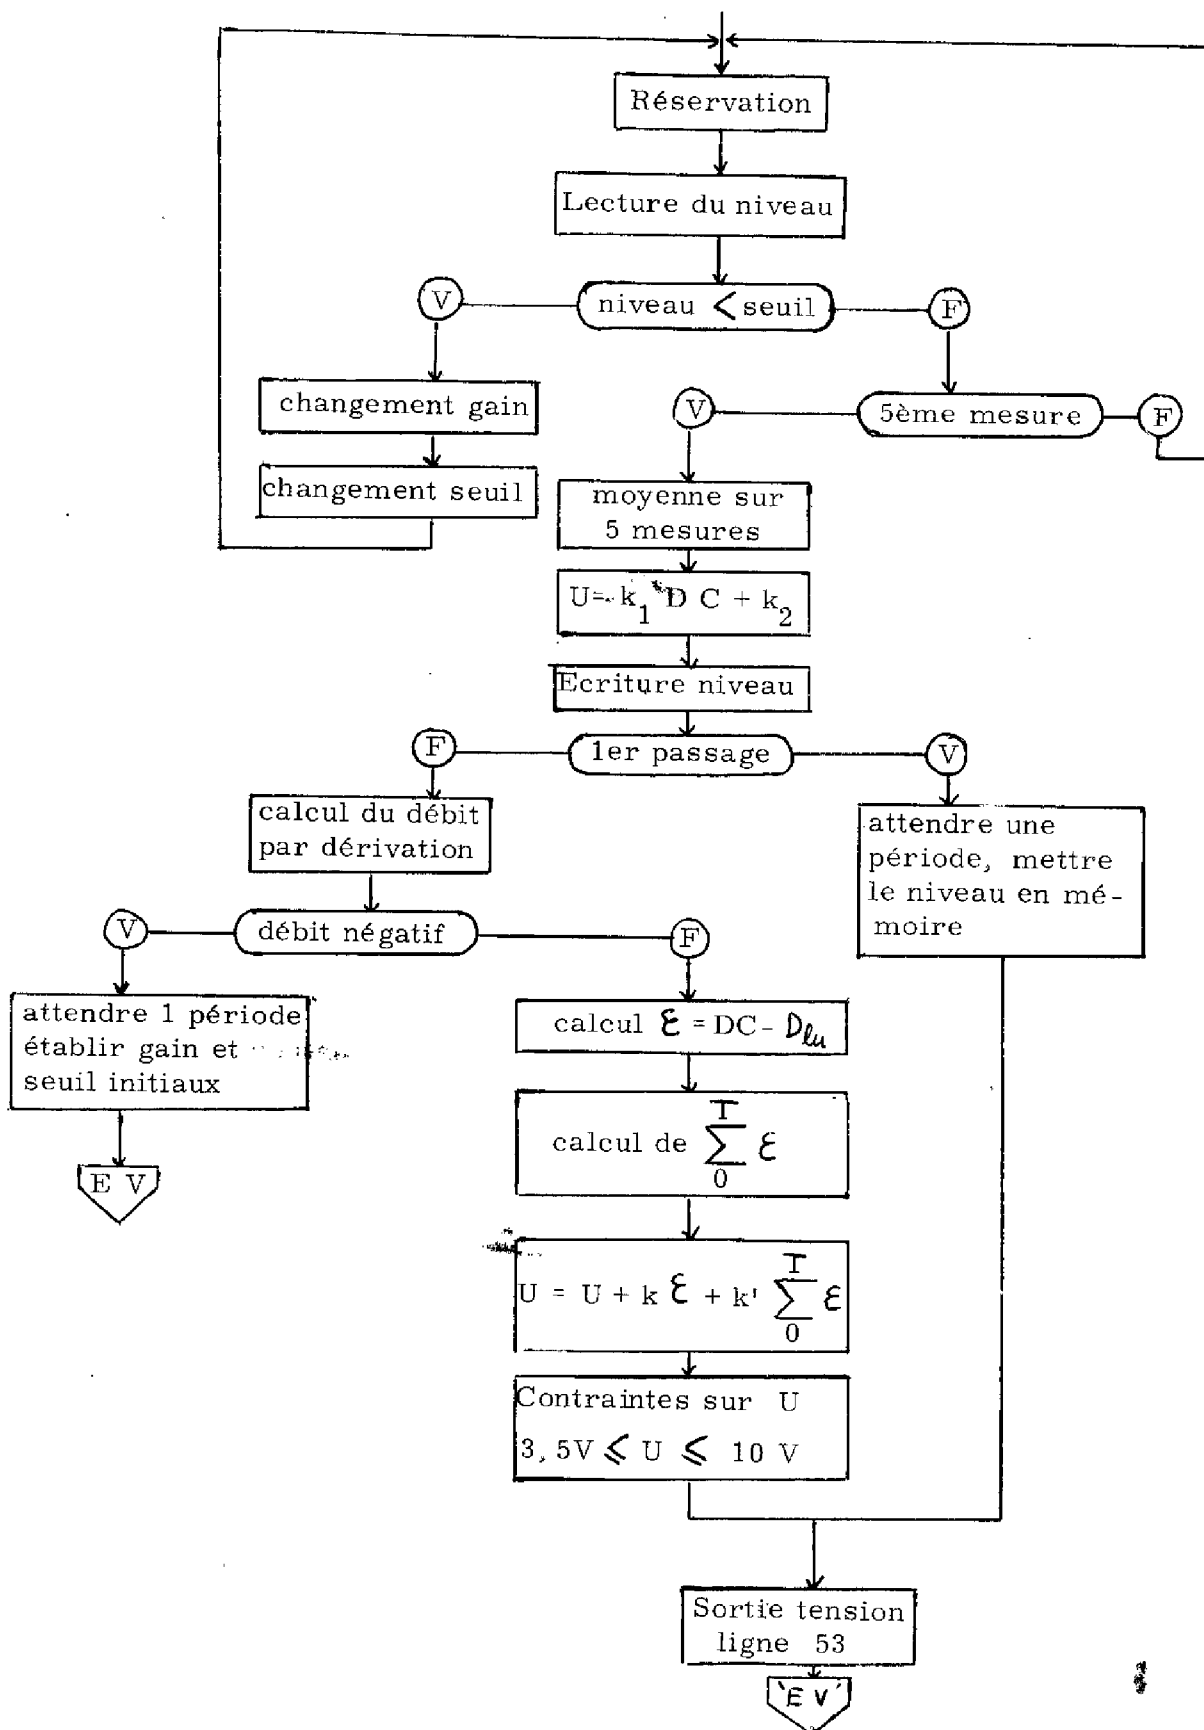 Réservation
Lecture du niveau
V
niveau < seuil
F
changement gain
V
5ème mesure
F
changement seuil
moyenne sur
5 mesures
U = k1 * D C + k2
Ecriture niveau
F
1er passage
V
calcul du débit
par dérivation
attendre une
période, mettre
le niveau en mé-
moire
V
débit négatif
F
attendre 1 période
établir gain et
seuil initiaux
calcul Ɛ = DC - Dlu
T
calcul de ∑ Ɛ
0
E V
T
U = U + k Ɛ + k' ∑ Ɛ
0
Contraintes sur U
3, 5V ⩽ U ⩽ 10 V
Sortie tension
ligne 53
'E V'